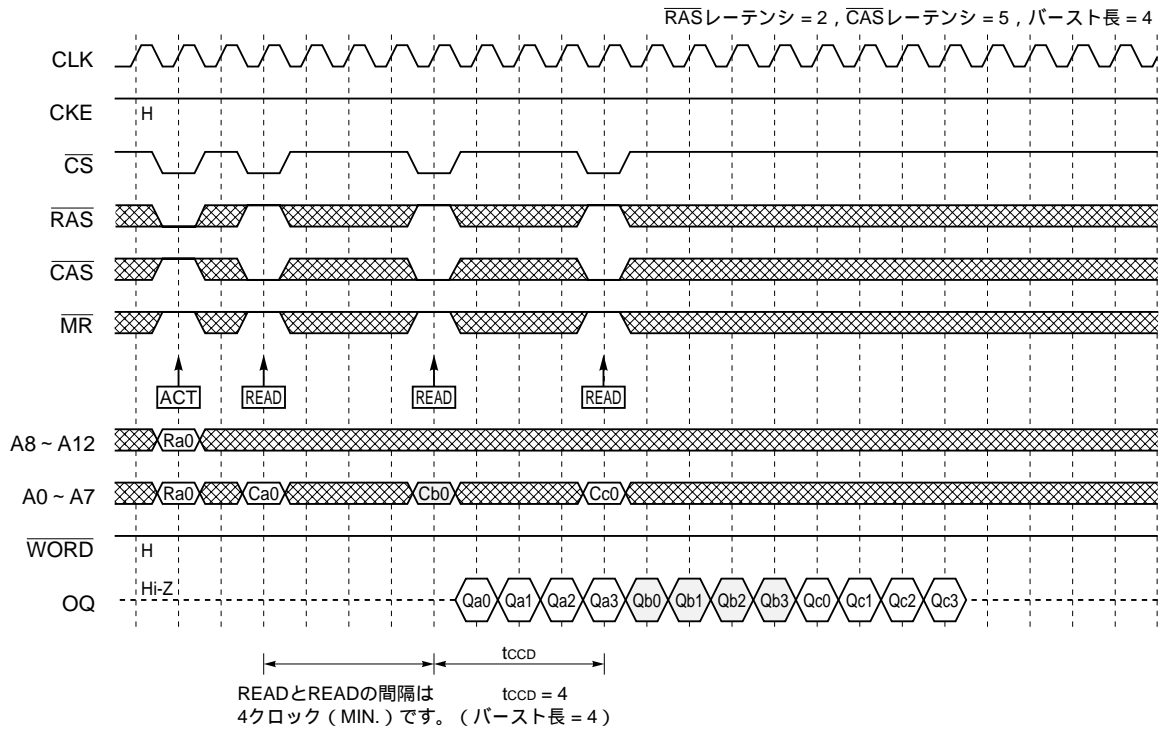 RASレーテンシ = 2 , CASレーテンシ = 5 , バースト長 = 4
CLK
CKE H
CS
RAS
CAS
MR
ACT READ READ READ
A8 ~ A12 Ra0
A0 ~ A7 Ra0 Ca0 Cb0 Cc0
WORD H
OQ Hi-Z Qa0 Qa1 Qa2 Qa3 Qb0 Qb1 Qb2 Qb3 Qc0 Qc1 Qc2 Qc3
tCCD
READとREADの間隔は tCCD = 4
4クロック ( MIN. ) です。 ( バースト長 = 4 )